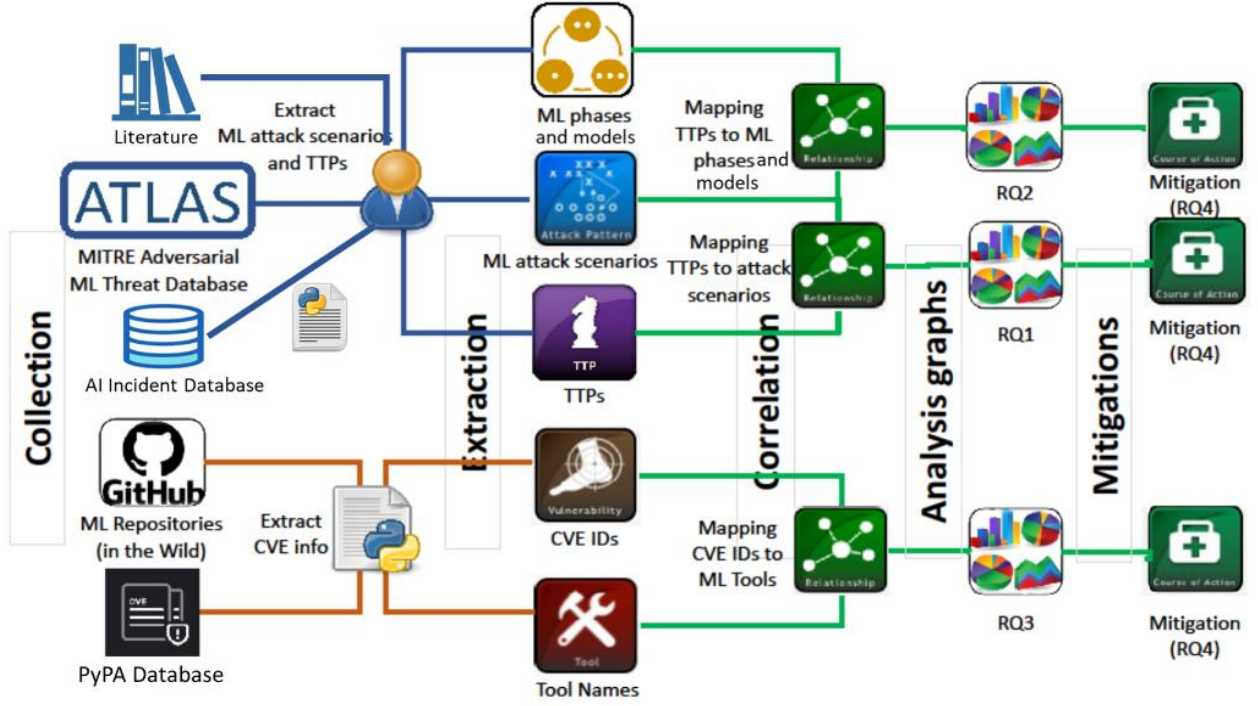 Literature
Extract
ML attack scenarios
and TTPs
ATLAS
MITRE Adversarial
ML Threat Database
AI Incident Database
Collection
GitHub
ML Repositories
(in the Wild)
Extract
CVE info
CVE
PyPA Database
Extraction
ML phases
and models
Attack Pattern
ML attack scenarios
TTP
TTPs
Vulnerability
CVE IDs
Tool
Tool Names
Mapping
TTPs to ML
phases and
models
Relationship
Mapping
TTPs to attack
scenarios
Relationship
Correlation
Mapping
CVE IDs to
ML Tools
Relationship
Analysis graphs
RQ2
RQ1
RQ3
Mitigations
Course of Action
Mitigation
(RQ4)
Course of Action
Mitigation
(RQ4)
Course of Action
Mitigation
(RQ4)